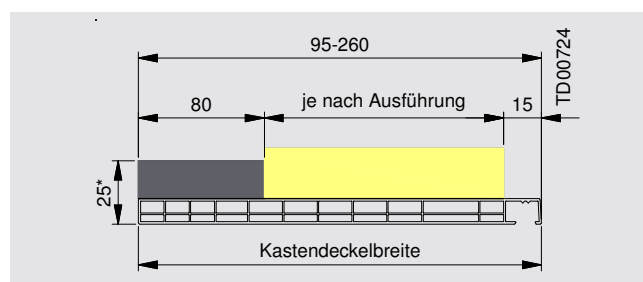 95-260
TD00724
80
je nach Ausführung
15
25*
Kastendeckelbreite